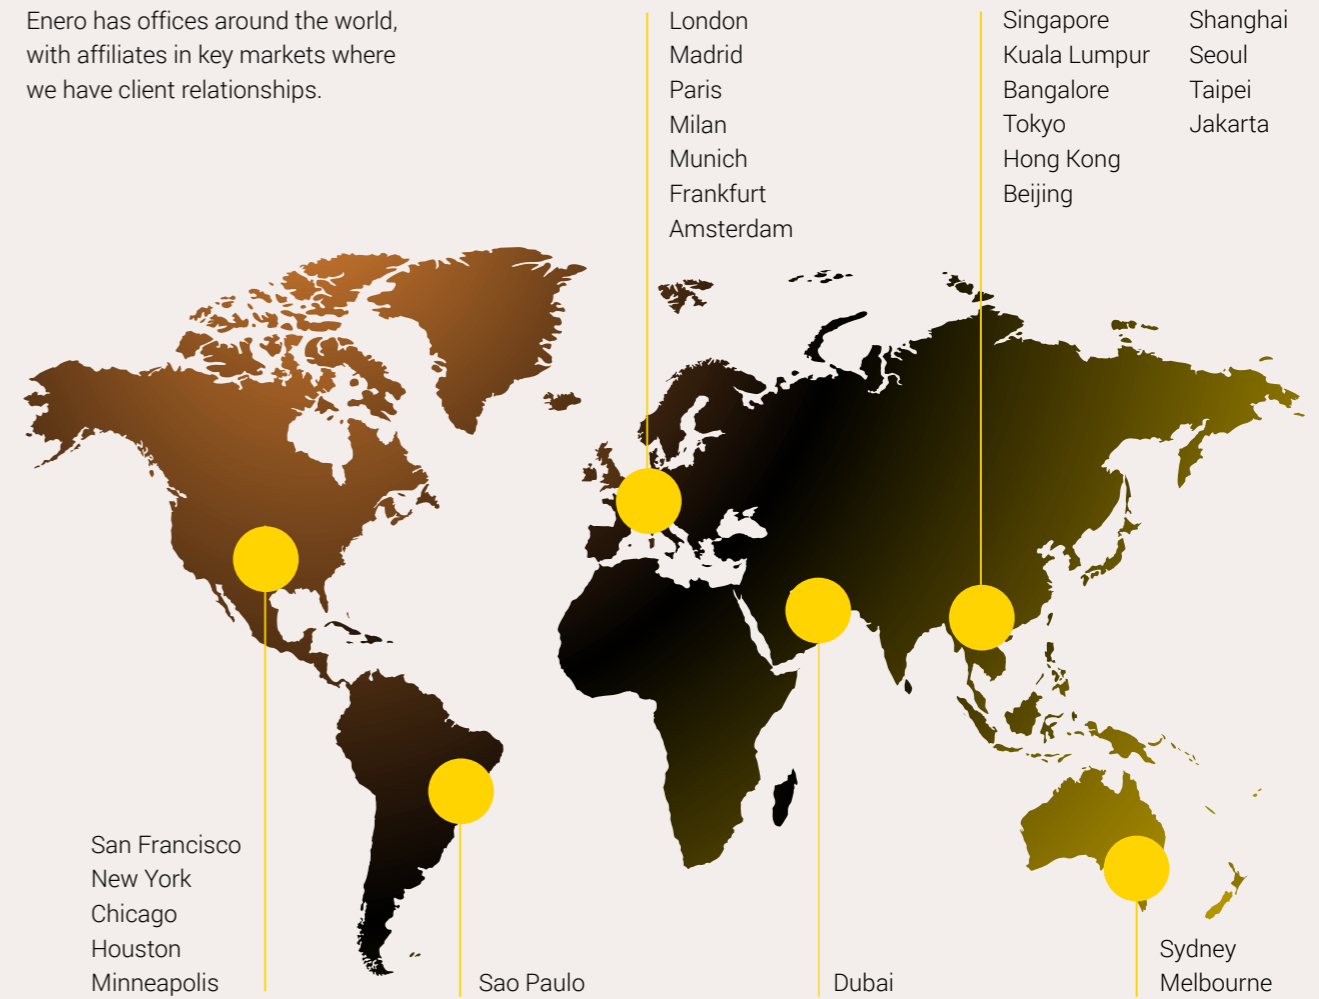 Enero has offices around the world,
with affiliates in key markets where
we have client relationships.
London
Madrid
Paris
Milan
Munich
Frankfurt
Amsterdam
Singapore
Kuala Lumpur
Bangalore
Tokyo
Hong Kong
Beijing
Shanghai
Seoul
Taipei
Jakarta
San Francisco
New York
Chicago
Houston
Minneapolis
Sao Paulo
Dubai
Sydney
Melbourne